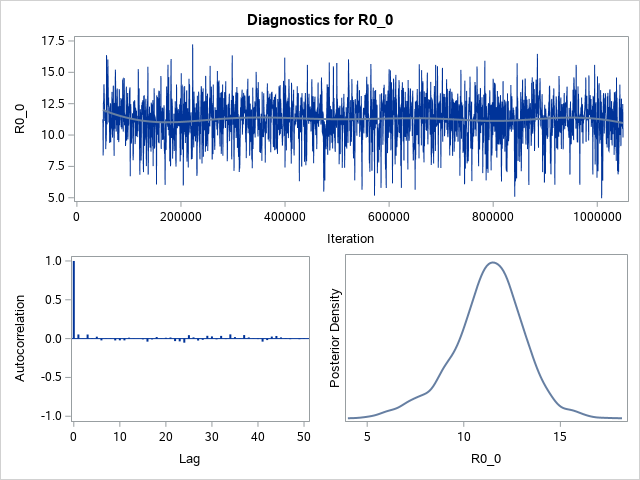 Diagnostics for R0_0
17.5
15.0
12.5
10.0
7.5
5.0
R0_0
0 200000 400000 600000 800000 1000000
Iteration
1.0
0.5
0.0
-0.5
-1.0
Autocorrelation
0 10 20 30 40 50
Lag
Posterior Density
5 10 15
R0_0